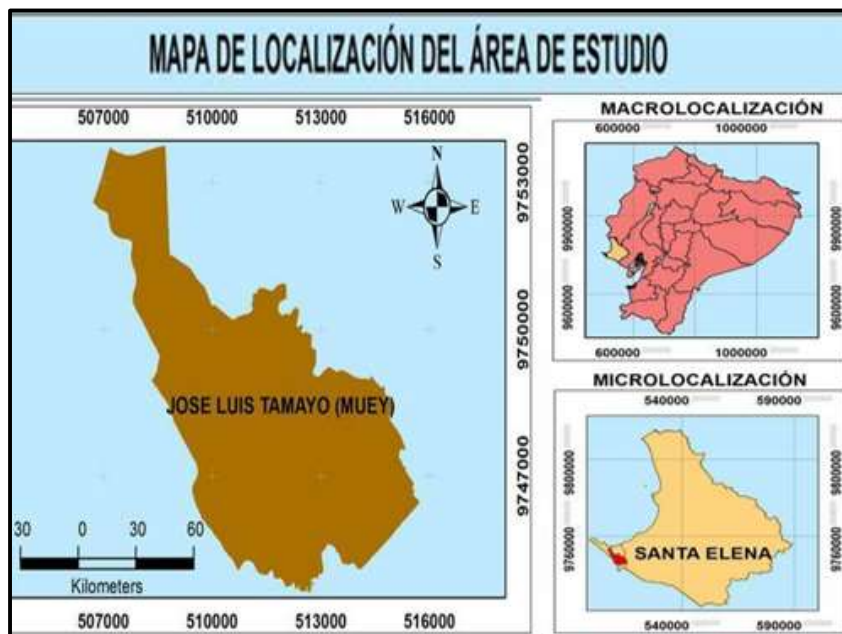 MAPA DE LOCALIZACIÓN DEL ÁREA DE ESTUDIO
507000 510000 513000 516000
N
W E
S
9753000
9750000
9747000
JOSE LUIS TAMAYO (MUEY)
30 0 30 60
Kilometers
507000 510000 513000 516000
MACROLOCALIZACIÓN
600000 1000000
9900000 9900000
9600000 9600000
600000 1000000
MICROLOCALIZACIÓN
540000 590000
9800000 9800000
9760000 9760000
SANTA ELENA
540000 590000